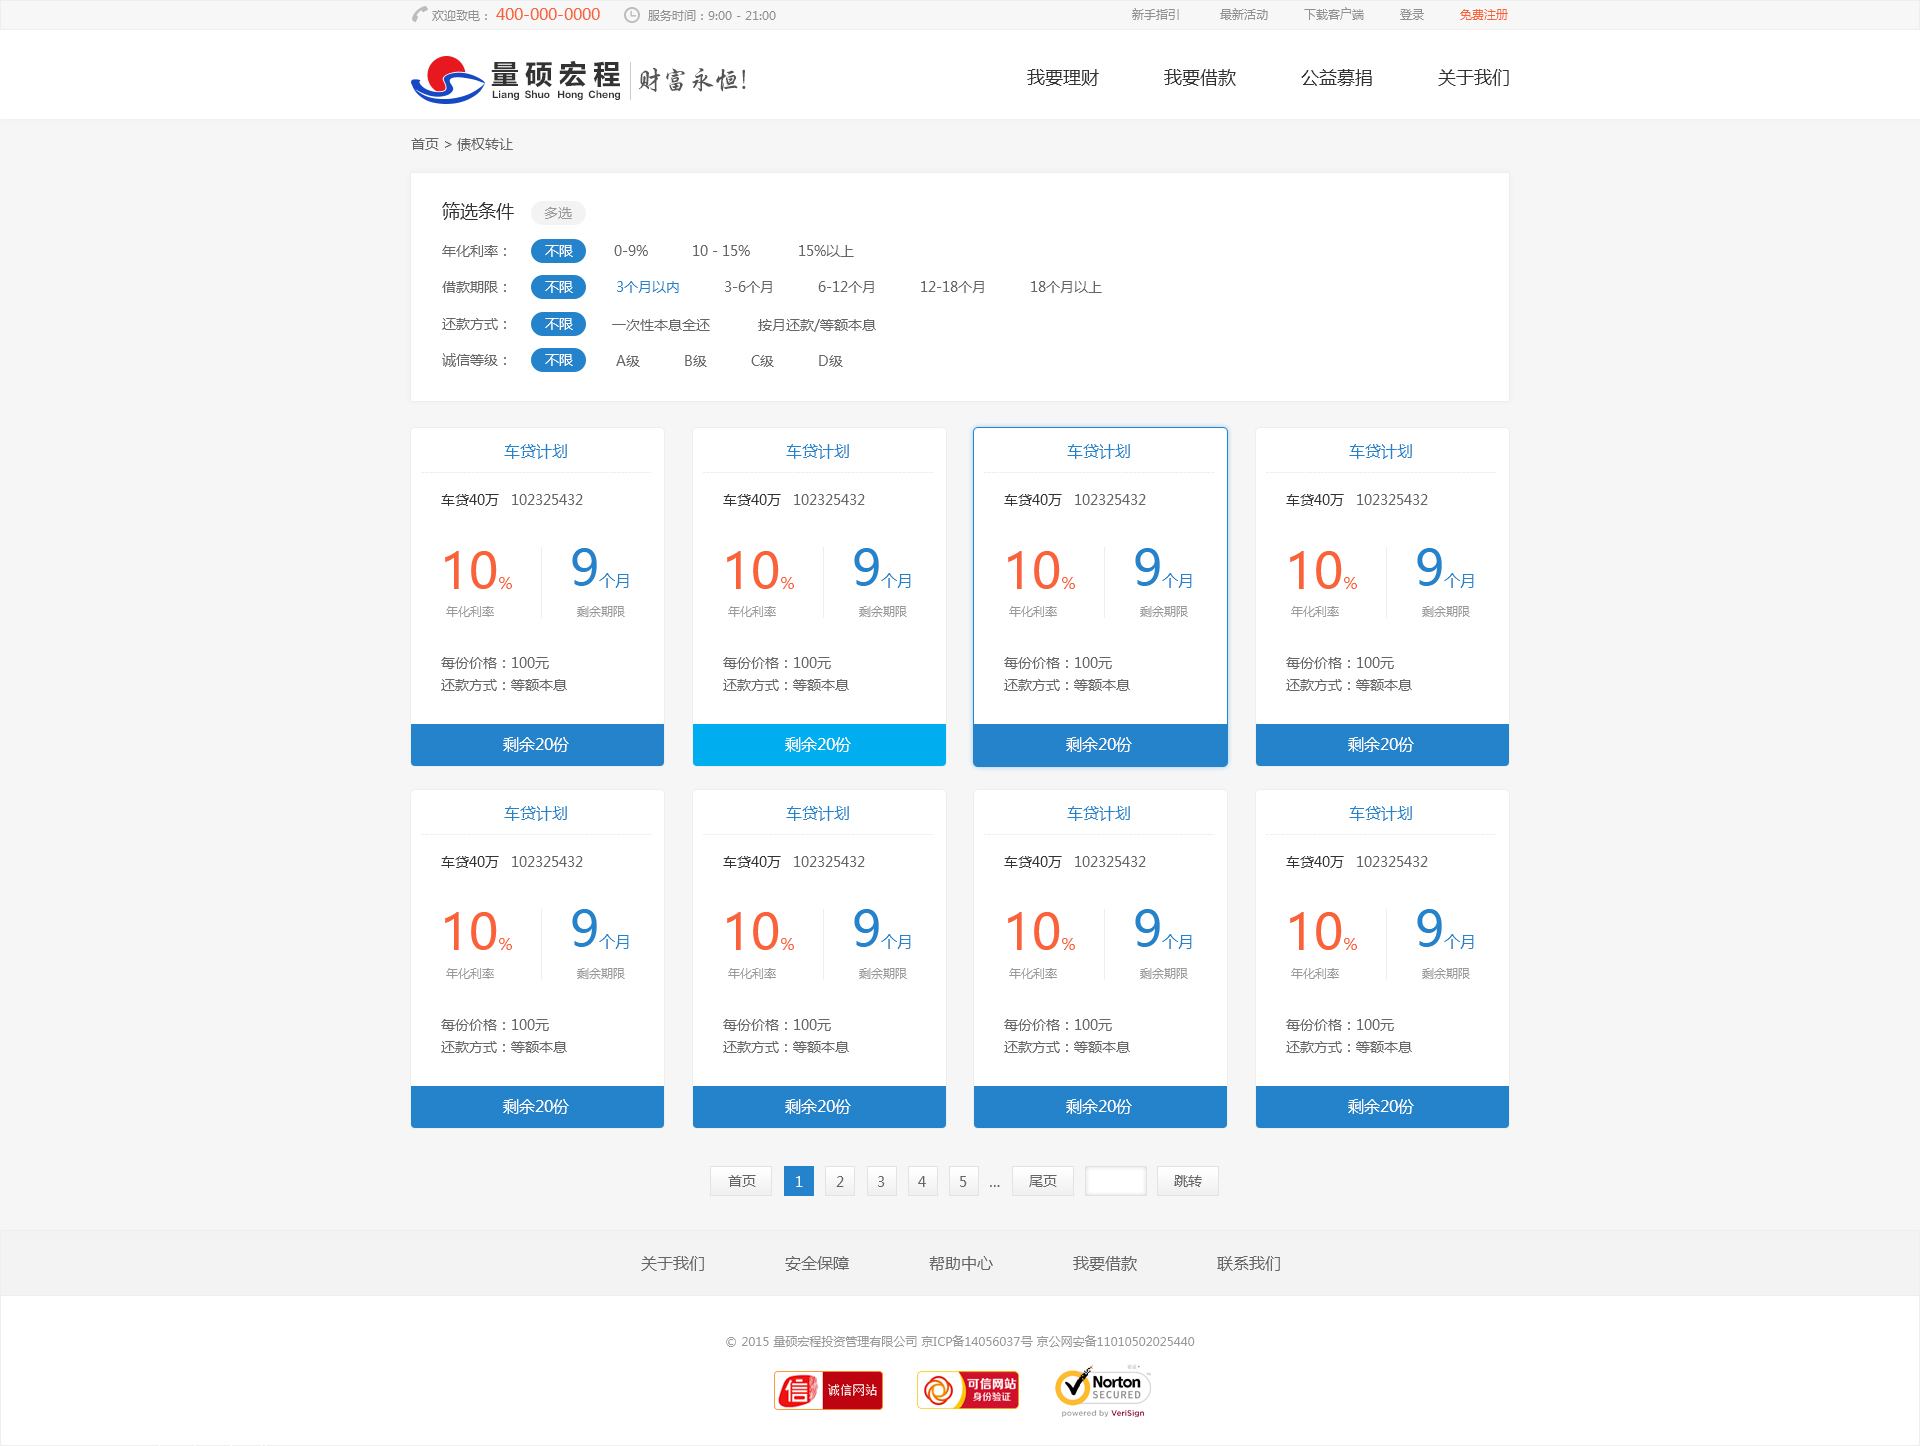 欢迎致电： 400-000-0000 服务时间：9:00 - 21:00 新手指引 最新活动 下载客户端 登录 免费注册
量硕宏程 财富永恒！ 我要理财 我要借款 公益募捐 关于我们
Liang Shuo Hong Cheng
首页 > 债权转让
筛选条件 多选
年化利率： 不限 0-9% 10 - 15% 15%以上
借款期限： 不限 3个月以内 3-6个月 6-12个月 12-18个月 18个月以上
还款方式： 不限 一次性本息全还 按月还款/等额本息
诚信等级： 不限 A级 B级 C级 D级
车贷计划 车贷计划 车贷计划 车贷计划
车贷40万 102325432 车贷40万 102325432 车贷40万 102325432 车贷40万 102325432
10% 9个月 10% 9个月 10% 9个月 10% 9个月
年化利率 剩余期限 年化利率 剩余期限 年化利率 剩余期限 年化利率 剩余期限
每份价格：100元 每份价格：100元 每份价格：100元 每份价格：100元
还款方式：等额本息 还款方式：等额本息 还款方式：等额本息 还款方式：等额本息
剩余20份 剩余20份 剩余20份 剩余20份
车贷计划 车贷计划 车贷计划 车贷计划
车贷40万 102325432 车贷40万 102325432 车贷40万 102325432 车贷40万 102325432
10% 9个月 10% 9个月 10% 9个月 10% 9个月
年化利率 剩余期限 年化利率 剩余期限 年化利率 剩余期限 年化利率 剩余期限
每份价格：100元 每份价格：100元 每份价格：100元 每份价格：100元
还款方式：等额本息 还款方式：等额本息 还款方式：等额本息 还款方式：等额本息
剩余20份 剩余20份 剩余20份 剩余20份
首页 1 2 3 4 5 ... 尾页 跳转
关于我们 安全保障 帮助中心 我要借款 联系我们
© 2015 量硕宏程投资管理有限公司 京ICP备14056037号 京公网安备11010502025440
信 诚信网站 可信网站 Norton
身份验证 SECURED
powered by VeriSign